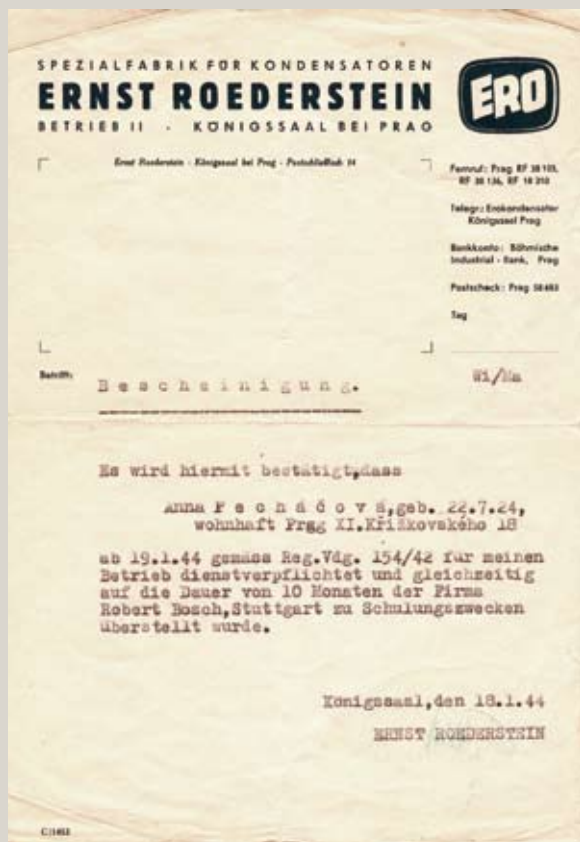 SPEZIALFABRIK FÜR KONDENSATOREN
ERNST ROEDERSTEIN
BETRIEB II - KÖNIGSSAAL BEI PRAG
ERO
Ernst Roederstein - Königssaal bei Prag - Postschließfach 14
Fernruf: Prag RF 38 103,
RF 38 136, RF 18 210
Telegr.: Erokondensator
Königssaal Prag
Bankkonto: Böhmische
Industrial - Bank, Prag
Postscheck: Prag
Tag
Betrifft:
Bescheinigung.
Wi/Ma
Es wird hiermit bestätigt,dass
Anna Pecháčová,geb. 22.7.24,
wohnhaft Prag XI.Křižkovského 18
ab 19.1.44 gemäss Reg.Vdg. 154/42 für meinen
Betrieb dienstverpflichtet und gleichzeitig
auf die Dauer von 10 Monaten der Firma
Robert Bosch,Stuttgart zu Schulungszwecken
überstellt wurde.
Königssaal,den 18.1.44
ERNST ROEDERSTEIN